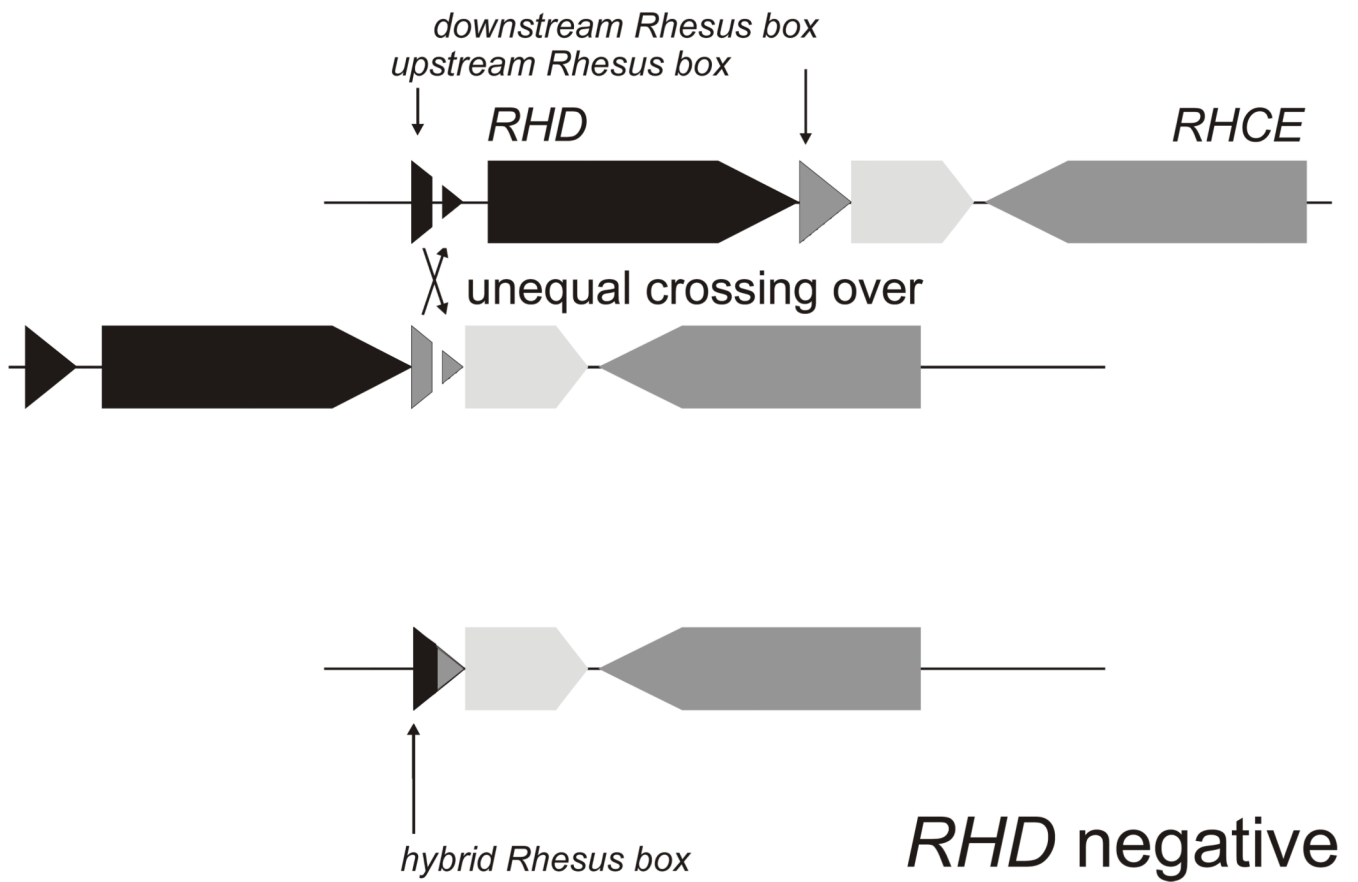 downstream Rhesus box
upstream Rhesus box
RHD
RHCE
unequal crossing over
hybrid Rhesus box
RHD negative